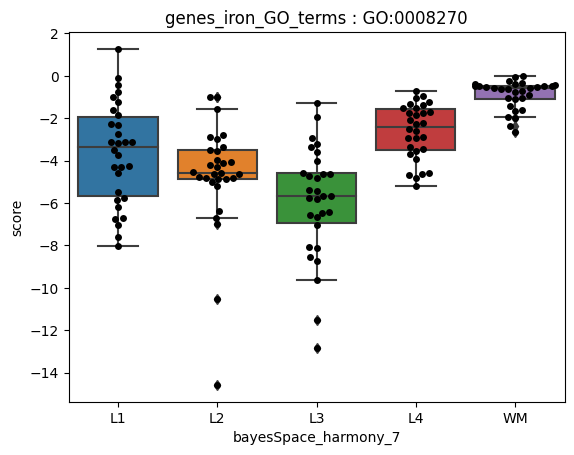 genes_iron_GO_terms : GO:0008270
2
0
−2
−4
−6
−8
−10
−12
−14
score
L1 L2 L3 L4 WM
bayesSpace_harmony_7